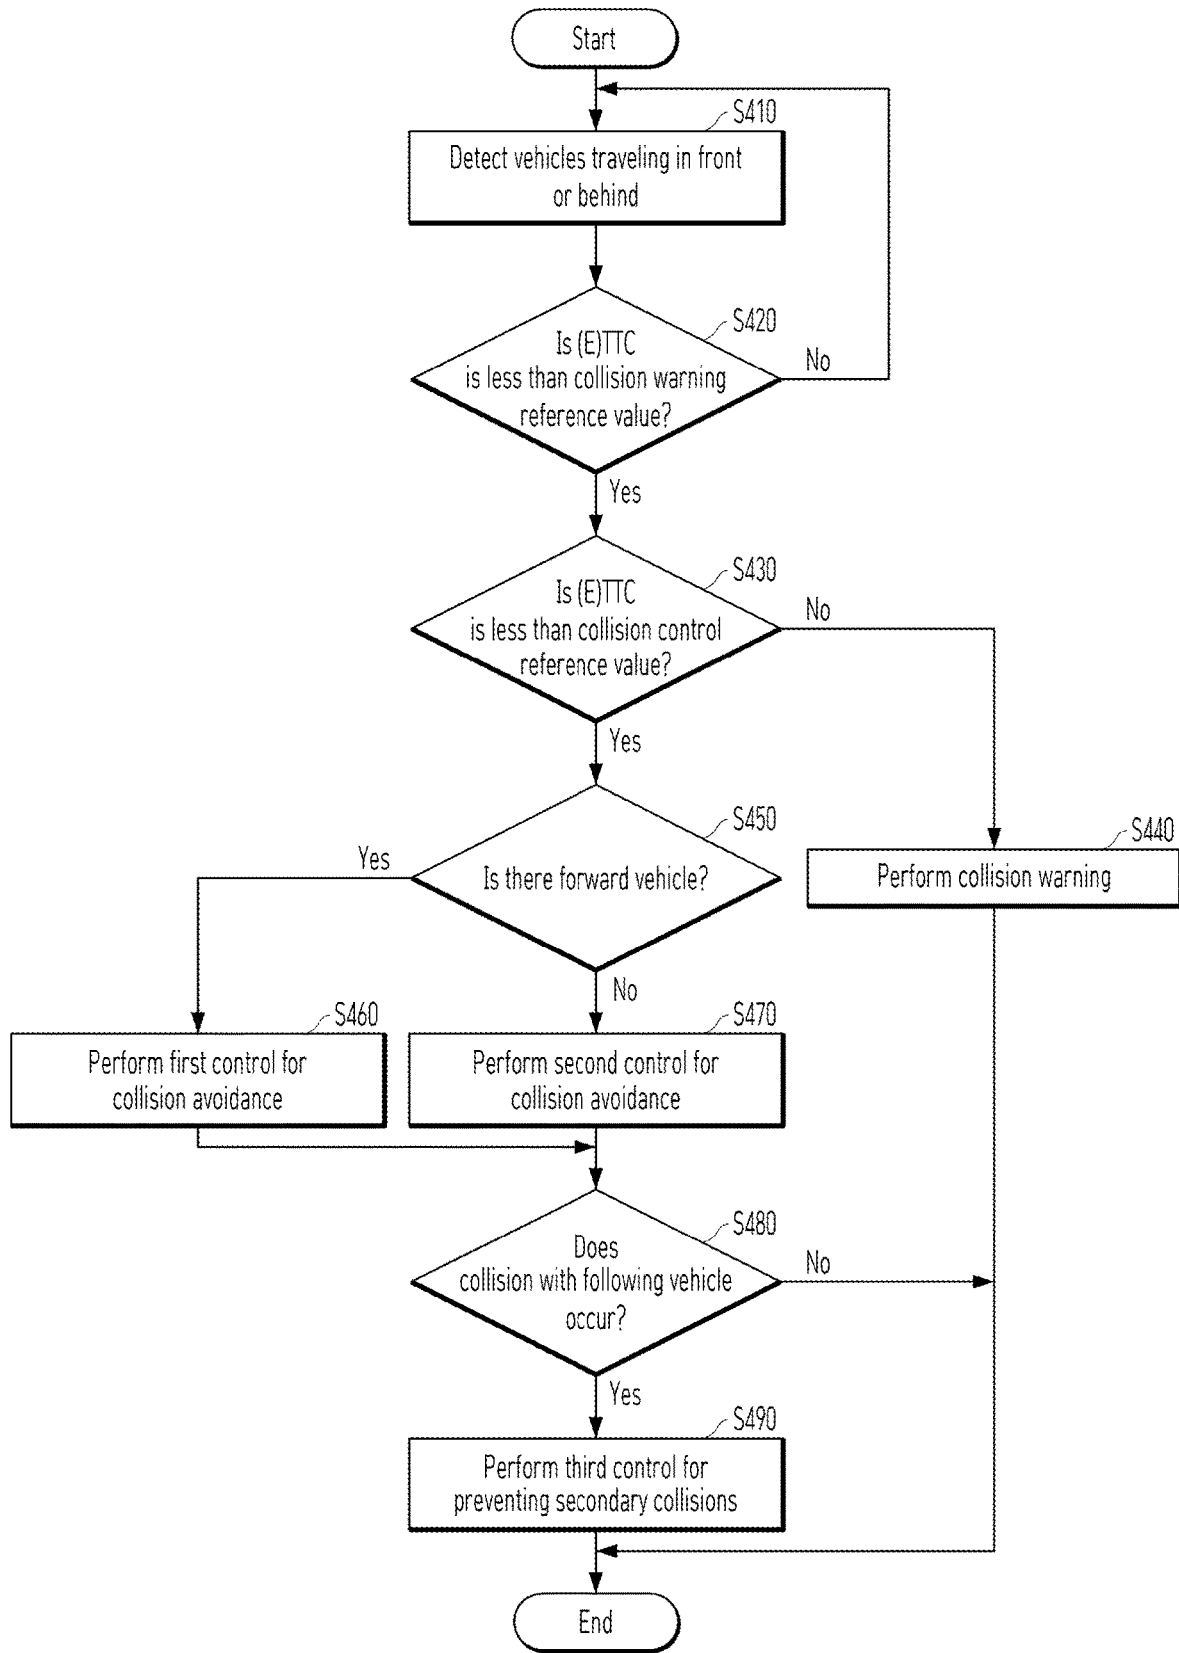 Start
S410
Detect vehicles traveling in front
or behind
S420
Is (E)TTC
is less than collision warning
reference value?
No
Yes
S430
Is (E)TTC
is less than collision control
reference value?
No
Yes
S450
Is there forward vehicle?
Yes
No
S440
Perform collision warning
S460
Perform first control for
collision avoidance
S470
Perform second control for
collision avoidance
S480
Does
collision with following vehicle
occur?
No
Yes
S490
Perform third control for
preventing secondary collisions
End